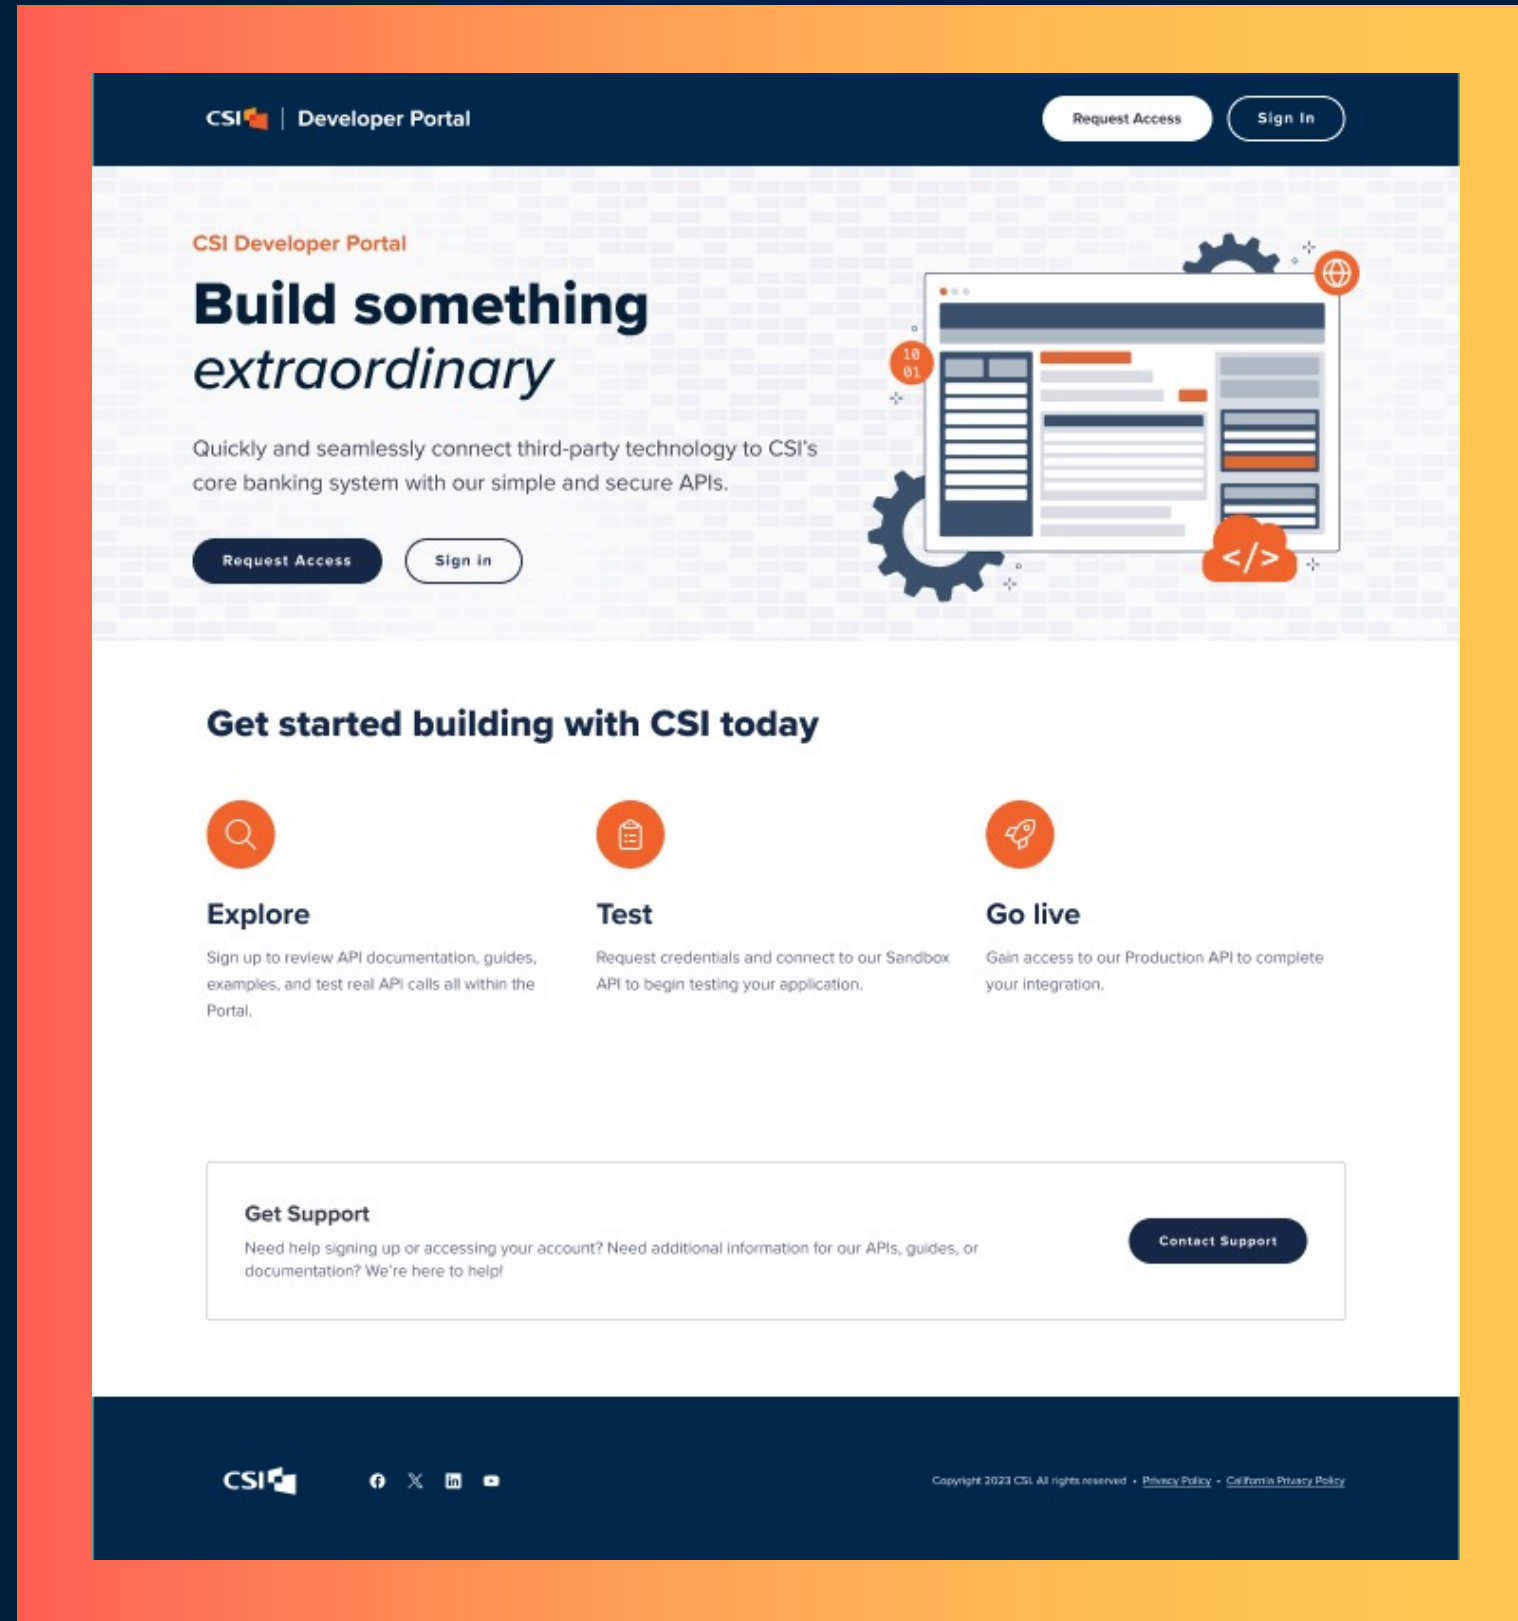 CSI | Developer Portal
Request Access
Sign In
CSI Developer Portal
Build something
extraordinary
Quickly and seamlessly connect third-party technology to CSI's
core banking system with our simple and secure APIs.
Request Access
Sign in
10
01
</>
Get started building with CSI today
Explore
Sign up to review API documentation, guides,
examples, and test real API calls all within the
Portal.
Test
Request credentials and connect to our Sandbox
API to begin testing your application.
Go live
Gain access to our Production API to complete
your integration.
Get Support
Need help signing up or accessing your account? Need additional information for our APIs, guides, or
documentation? We're here to help!
Contact Support
CSI
Copyright 2023 CSI. All rights reserved • Privacy Policy • California Privacy Policy